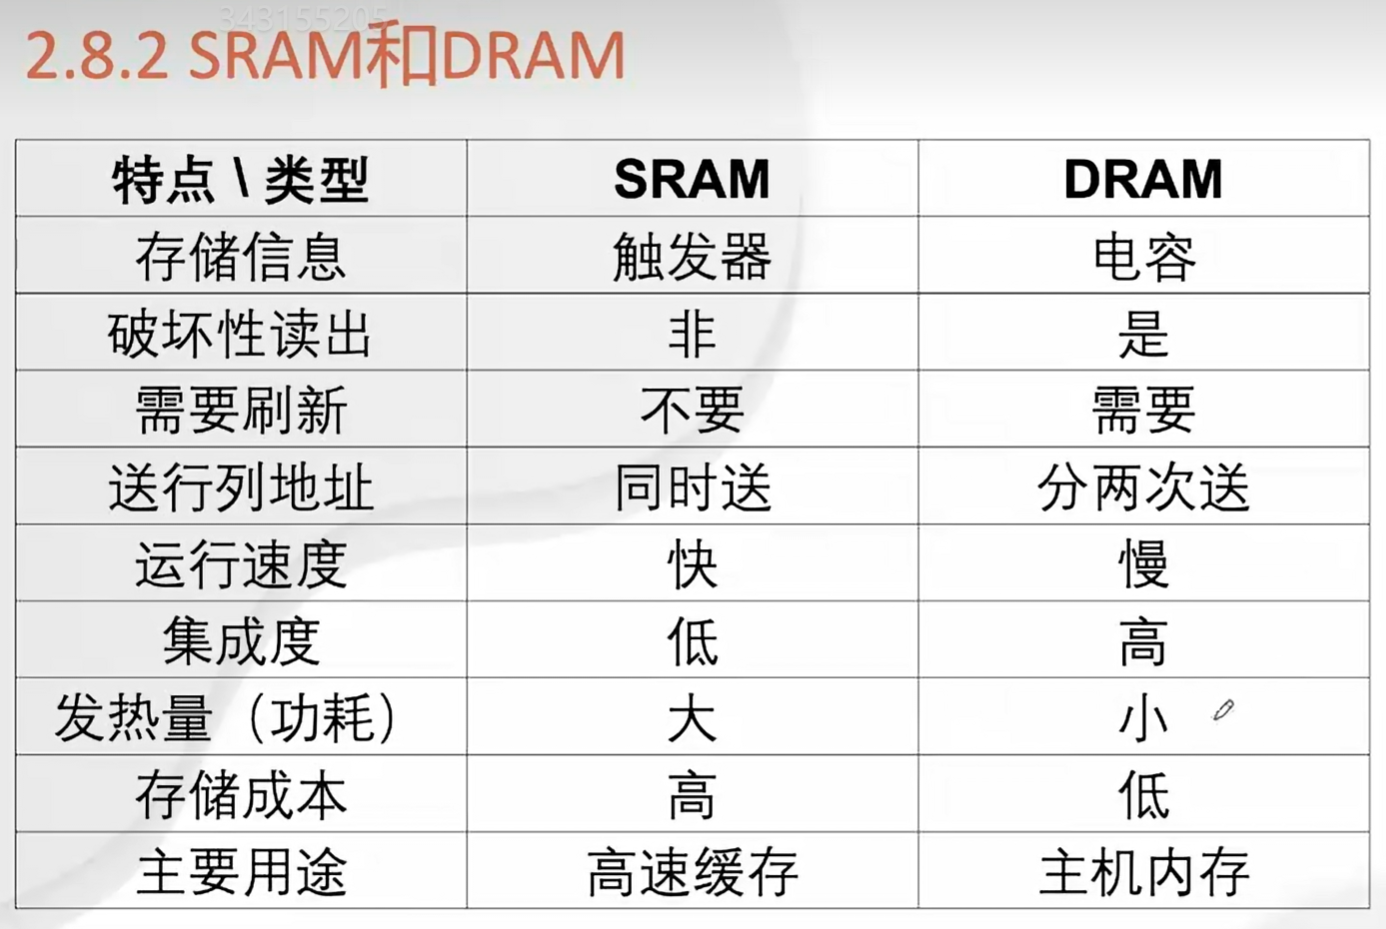 343155205
2.8.2 SRAM和DRAM
特点 \ 类型 SRAM DRAM
存储信息 触发器 电容
破坏性读出 非 是
需要刷新 不要 需要
送行列地址 同时送 分两次送
运行速度 快 慢
集成度 低 高
发热量（功耗） 大 小
存储成本 高 低
主要用途 高速缓存 主机内存